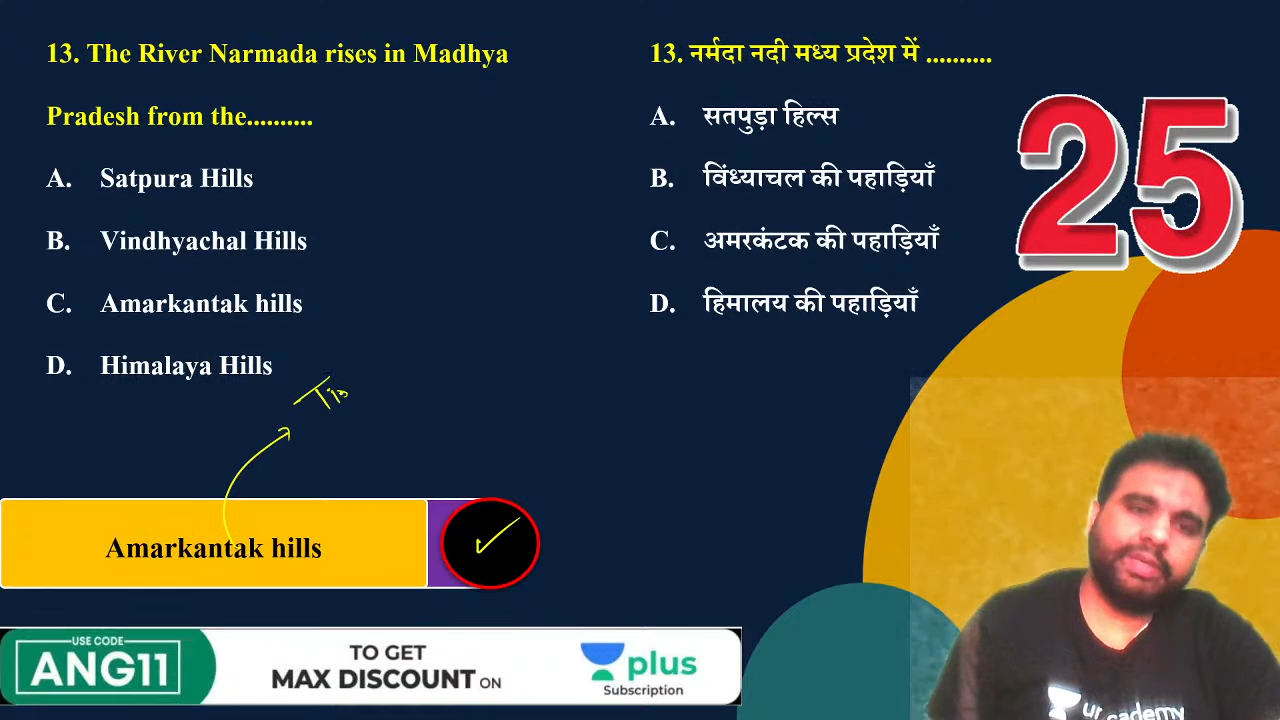 13. The River Narmada rises in Madhya
Pradesh from the..........
A. Satpura Hills
B. Vindhyachal Hills
C. Amarkantak hills
D. Himalaya Hills
13. नर्मदा नदी मध्य प्रदेश में ..........
A. सतपुड़ा हिल्स
B. विंध्याचल की पहाड़ियाँ
C. अमरकंटक की पहाड़ियाँ
D. हिमालय की पहाड़ियाँ
25
Amarkantak hills
USE CODE
ANG11
TO GET
MAX DISCOUNT ON
plus
Subscription